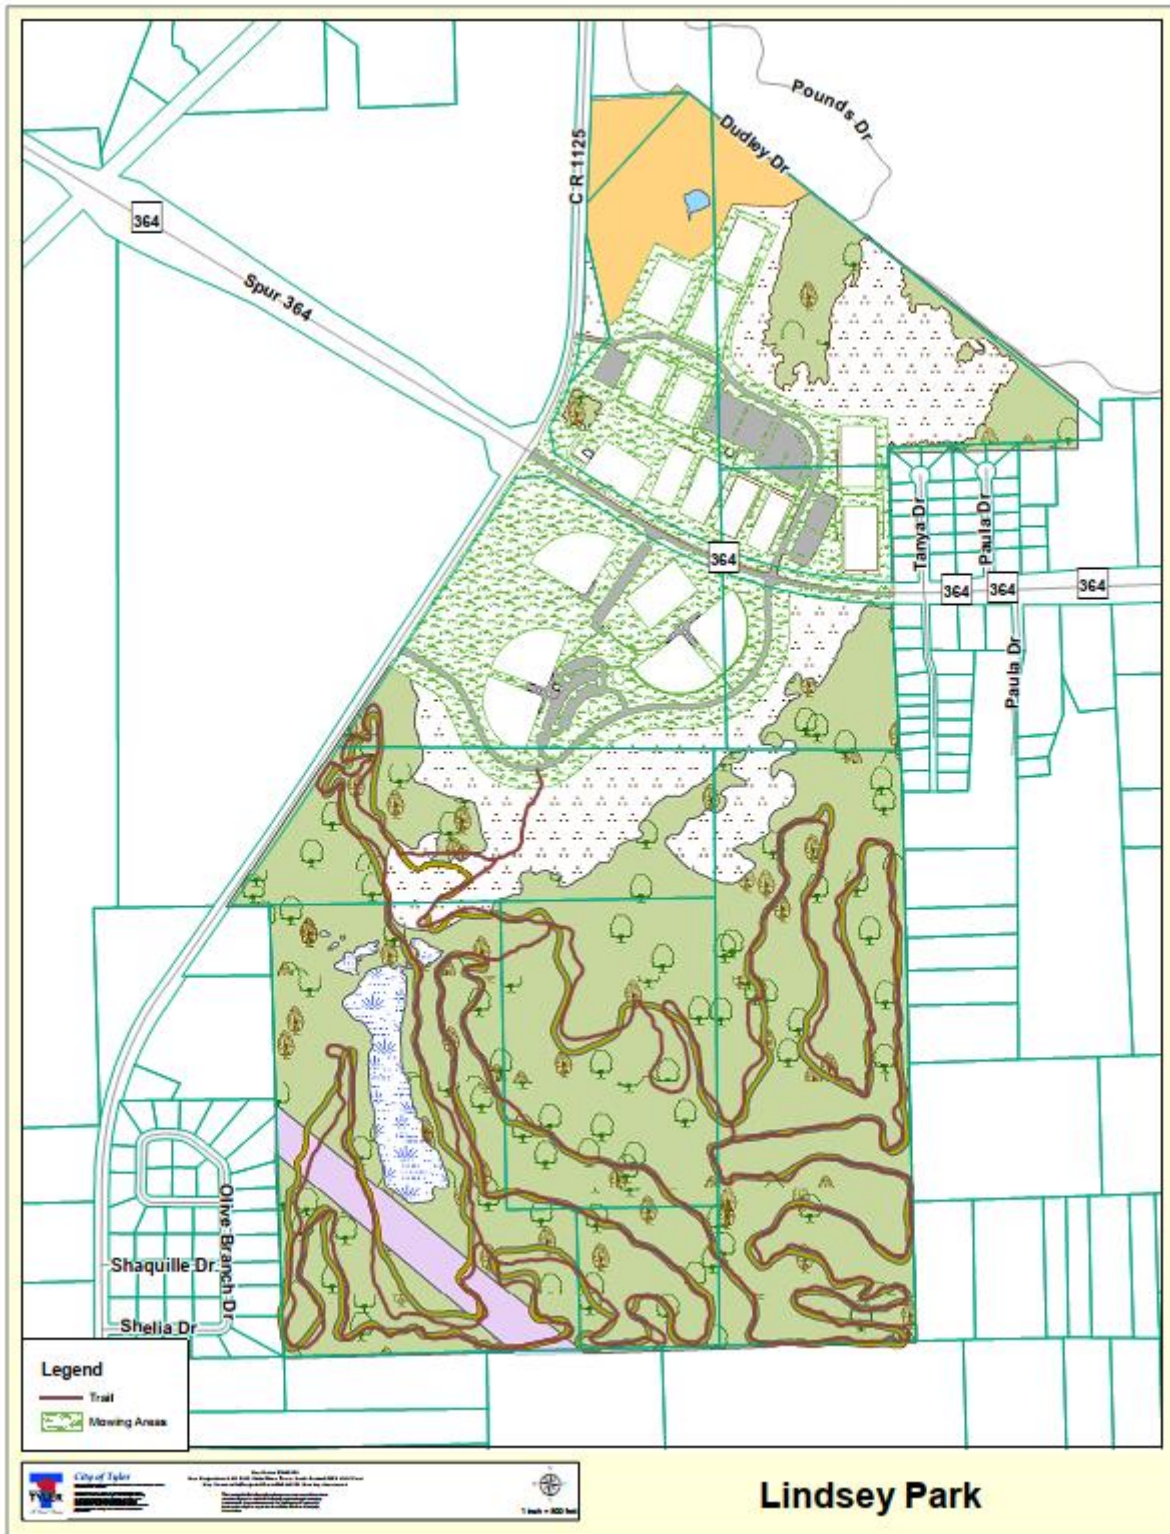 Pounds Dr
Dudley Dr
C R 1125
364
Spur 364
364
Tanya Dr
Paula Dr
364
364
364
Paula Dr
Olive Branch Dr
Shaquille Dr
Shelia Dr
Legend
Trail
Mowing Areas
City of Tyler
TYLER
Lindsey Park